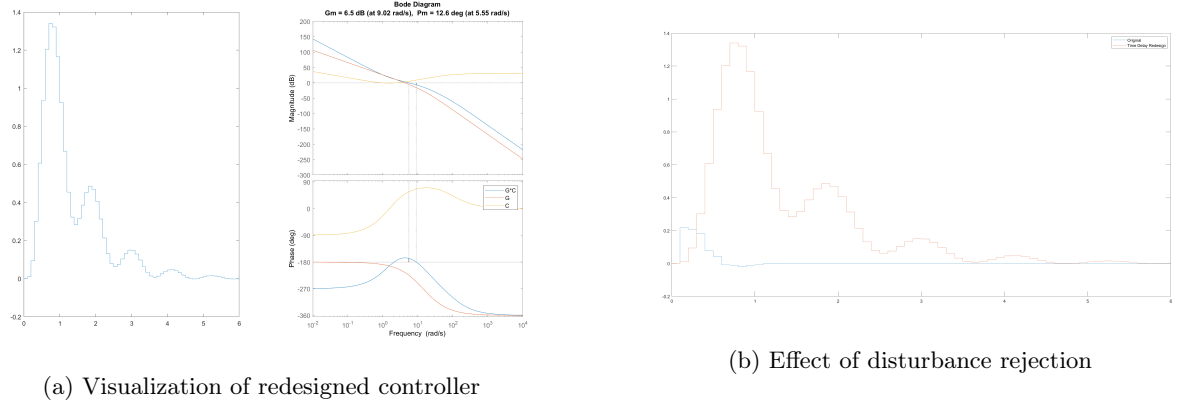 Bode Diagram
Gm = 6.5 dB (at 9.02 rad/s), Pm = 12.6 deg (at 5.55 rad/s)
1.4
1.2
1
0.8
0.6
0.4
0.2
0
-0.2
0 1 2 3 4 5 6
Magnitude (dB)
200
150
100
50
0
-50
-100
-150
-200
-250
-300
Phase (deg)
90
0
-90
-180
-270
-360
G*C
G
C
10^-2 10^-1 10^0 10^1 10^2 10^3 10^4
Frequency (rad/s)
(a) Visualization of redesigned controller
1.4
1.2
1
0.8
0.6
0.4
0.2
0
-0.2
0 1 2 3 4 5 6
Original
Time Delay Redesign
(b) Effect of disturbance rejection